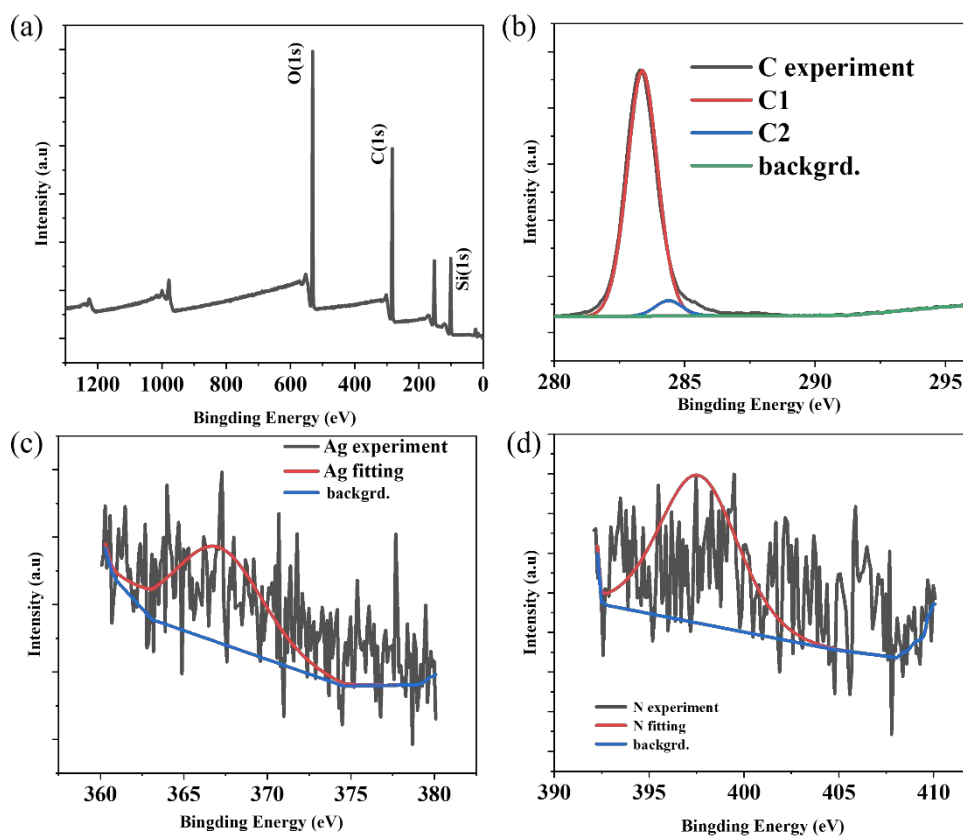 (a)
O(1s)
C(1s)
Si(1s)
Intensity (a.u)
1200 1000 800 600 400 200 0
Bingding Energy (eV)
(b)
C experiment
C1
C2
backgrd.
Intensity (a.u)
280 285 290 295
Bingding Energy (eV)
(c)
Ag experiment
Ag fitting
backgrd.
Intensity (a.u)
360 365 370 375 380
Bingding Energy (eV)
(d)
N experiment
N fitting
backgrd.
Intensity (a.u)
390 395 400 405 410
Bingding Energy (eV)